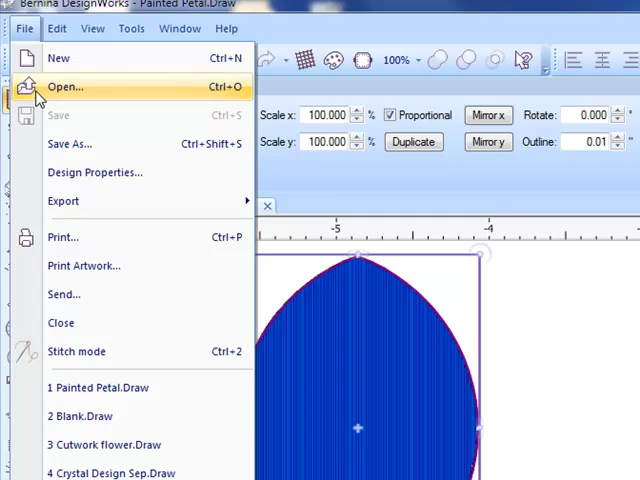 Bernina DesignWorks - Painted Petal.Draw
File Edit View Tools Window Help
New Ctrl+N
100%
Open... Ctrl+O
Save Ctrl+S
Scale x: 100.000 % Proportional Mirror x Rotate: 0.000 °
Save As... Ctrl+Shift+S
Scale y: 100.000 % Duplicate Mirror y Outline: 0.01
Design Properties...
Export
-5 -4
Print... Ctrl+P
Print Artwork...
Send...
Close
Stitch mode Ctrl+2
1 Painted Petal.Draw
2 Blank.Draw
3 Cutwork flower.Draw
4 Crystal Design Sep.Draw